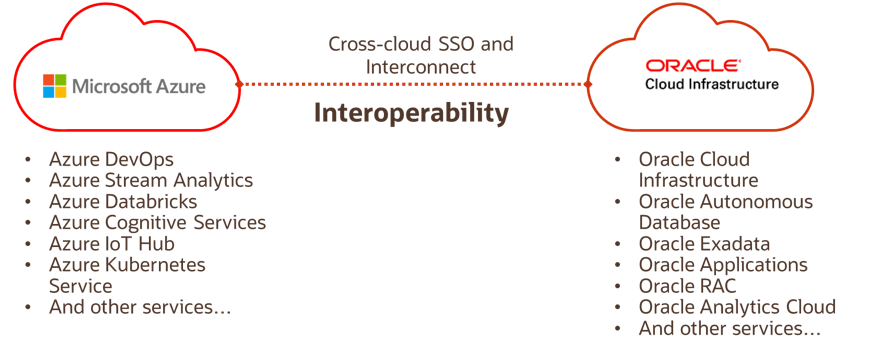 Microsoft Azure
Cross-cloud SSO and
Interconnect
Interoperability
ORACLE
Cloud Infrastructure
• Azure DevOps
• Azure Stream Analytics
• Azure Databricks
• Azure Cognitive Services
• Azure IoT Hub
• Azure Kubernetes
Service
• And other services...
• Oracle Cloud
Infrastructure
• Oracle Autonomous
Database
• Oracle Exadata
• Oracle Applications
• Oracle RAC
• Oracle Analytics Cloud
• And other services...